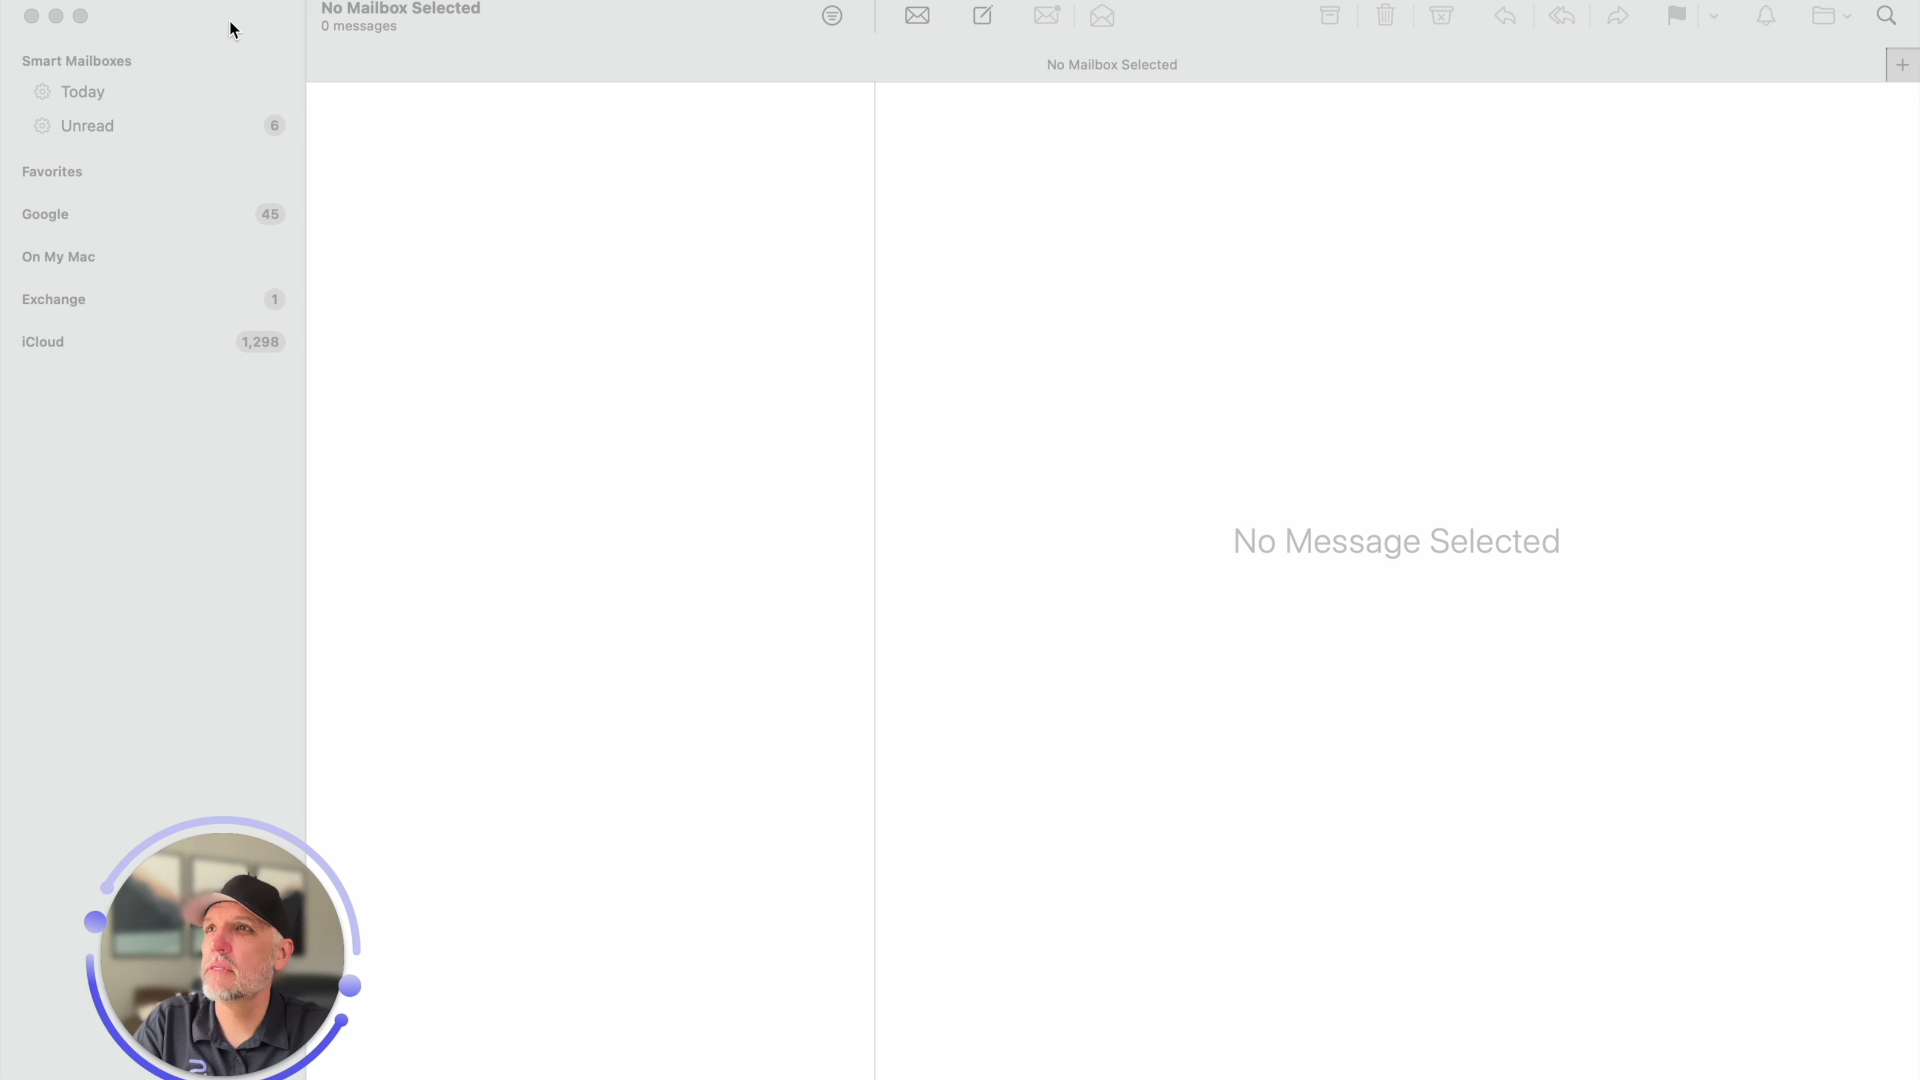 No Mailbox Selected
0 messages
No Mailbox Selected
Smart Mailboxes
Today
Unread 6
Favorites
Google 45
On My Mac
Exchange 1
iCloud 1,298
No Message Selected